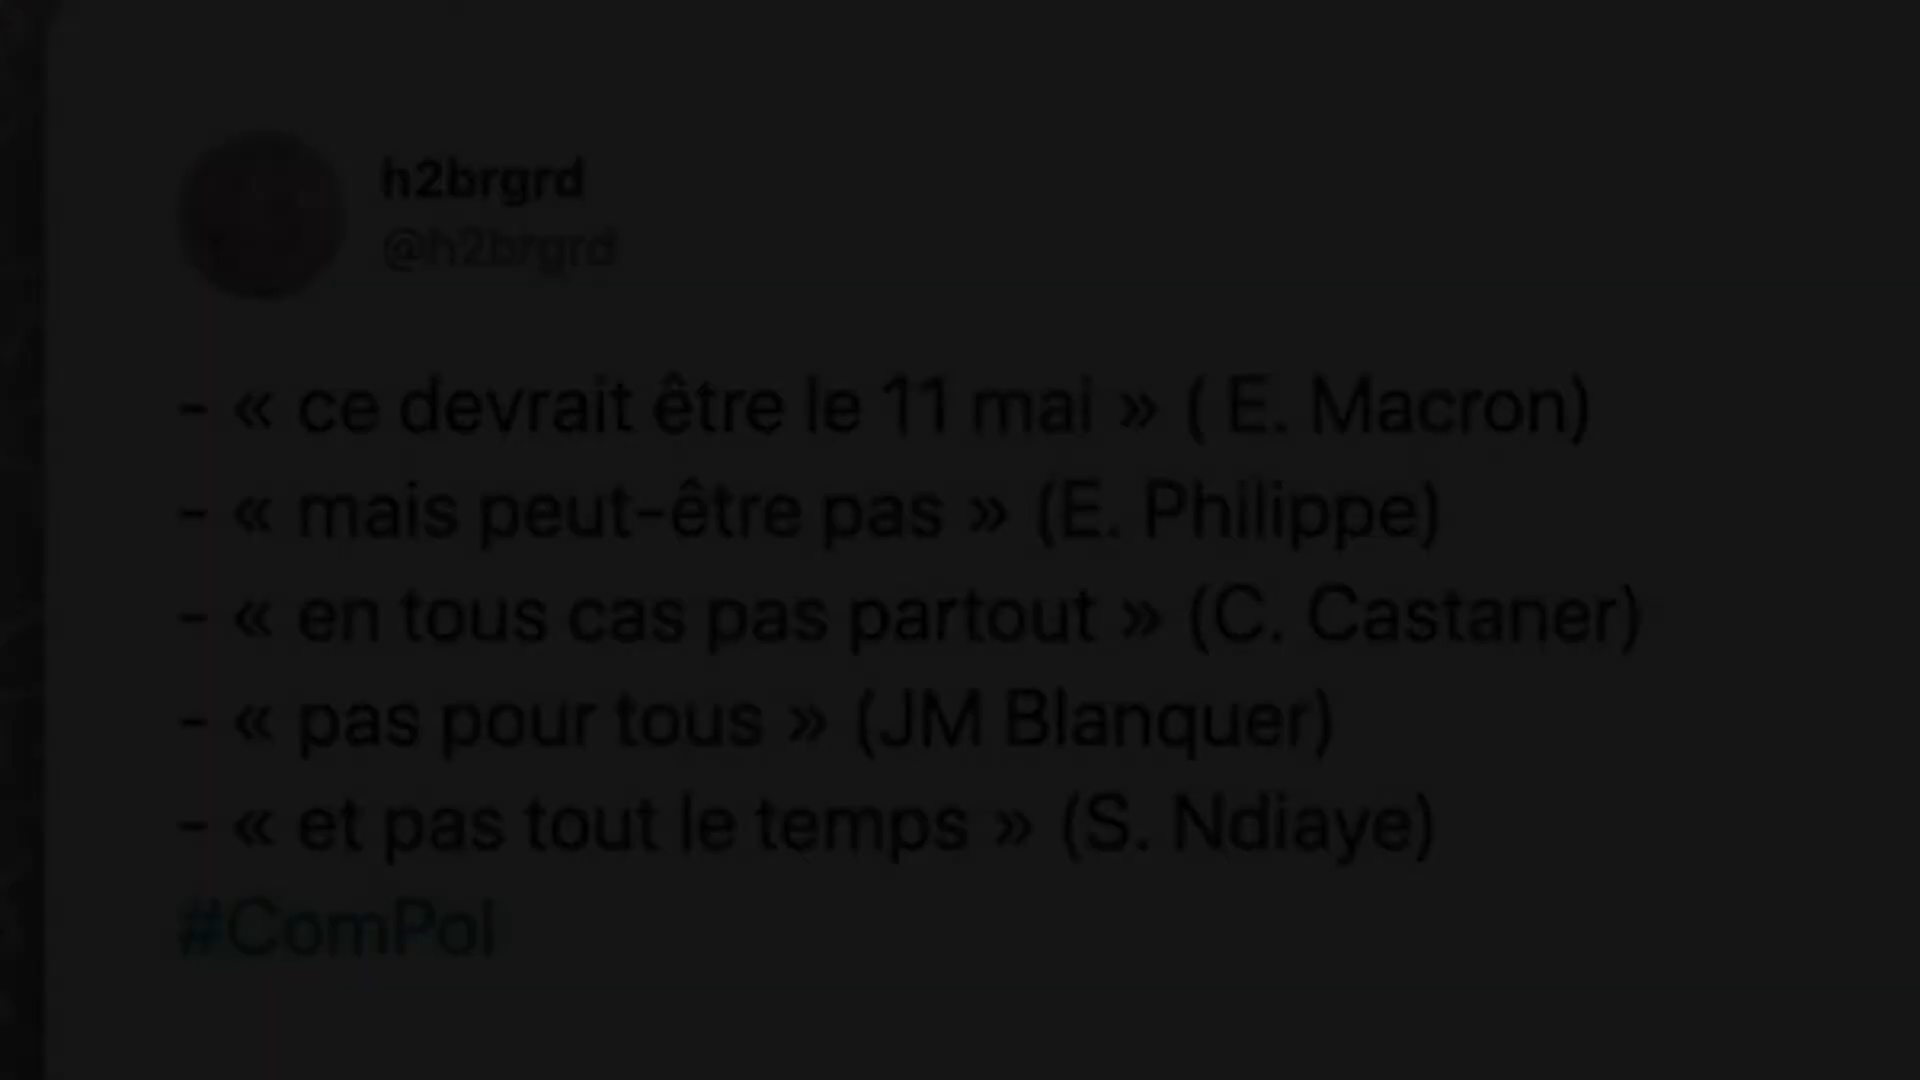 h2brgrd
@h2brgrd
- « ce devrait être le 11 mai » ( E. Macron)
- « mais peut-être pas » (E. Philippe)
- « en tous cas pas partout » (C. Castaner)
- « pas pour tous » (JM Blanquer)
- « et pas tout le temps » (S. Ndiaye)
#ComPol